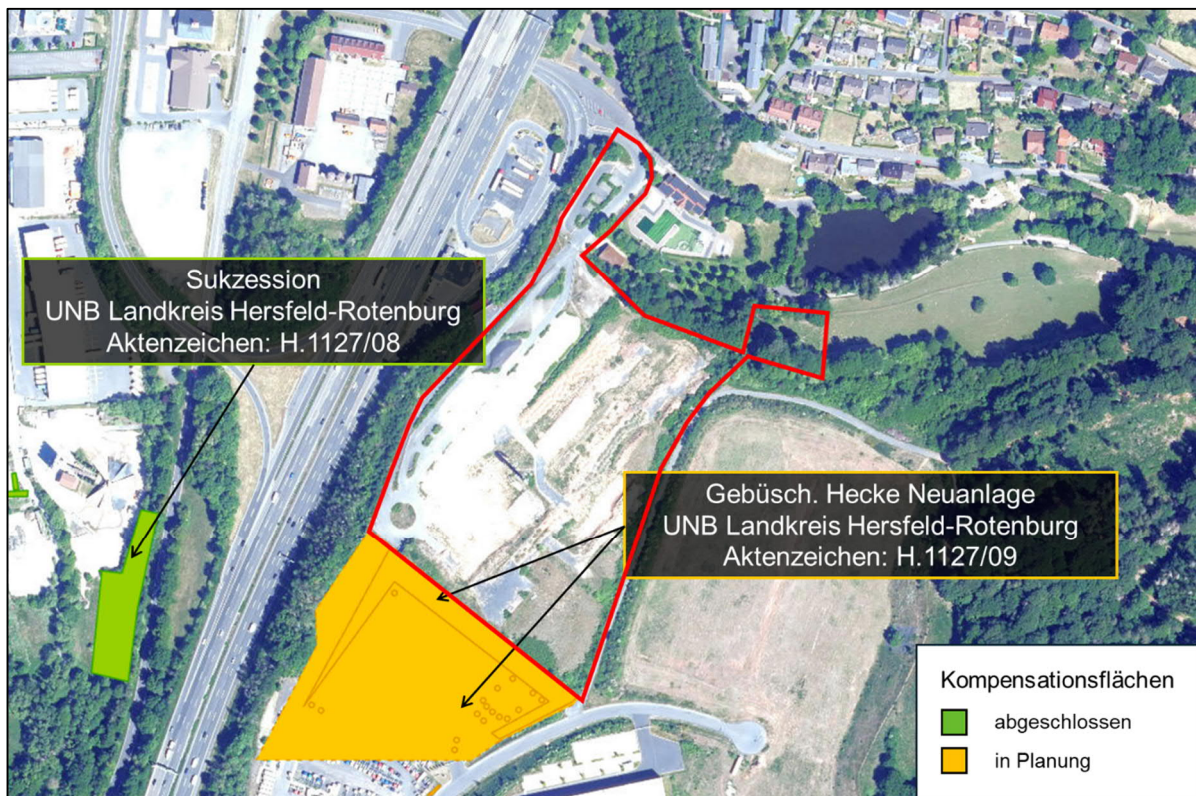 Sukzession
UNB Landkreis Hersfeld-Rotenburg
Aktenzeichen: H.1127/08
Gebüsch. Hecke Neuanlage
UNB Landkreis Hersfeld-Rotenburg
Aktenzeichen: H.1127/09
Kompensationsflächen
abgeschlossen
in Planung